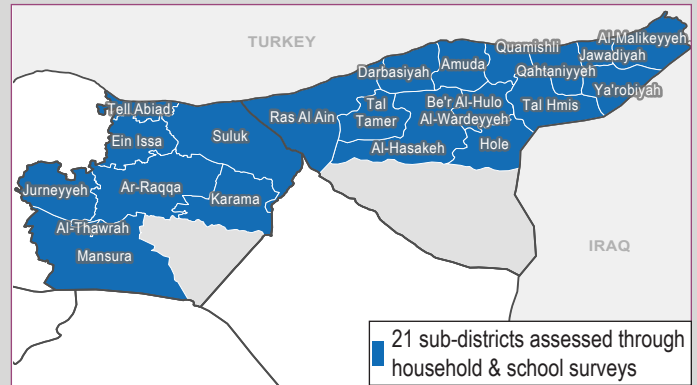 TURKEY
Al-Malikeyyeh
Quamishli
Jawadiyah
Amuda
Darbasiyah
Qahtaniyyeh
Ya'robiyah
Tell Abiad
Tal
Tamer
Be'r Al-Hulo
Al-Wardeyyeh
Tal Hmis
Ras Al Ain
Ein Issa
Suluk
Al-Hasakeh
Hole
Jurneyyeh
Ar-Raqqa
Karama
Al-Thawrah
Mansura
IRAQ
21 sub-districts assessed through
household & school surveys